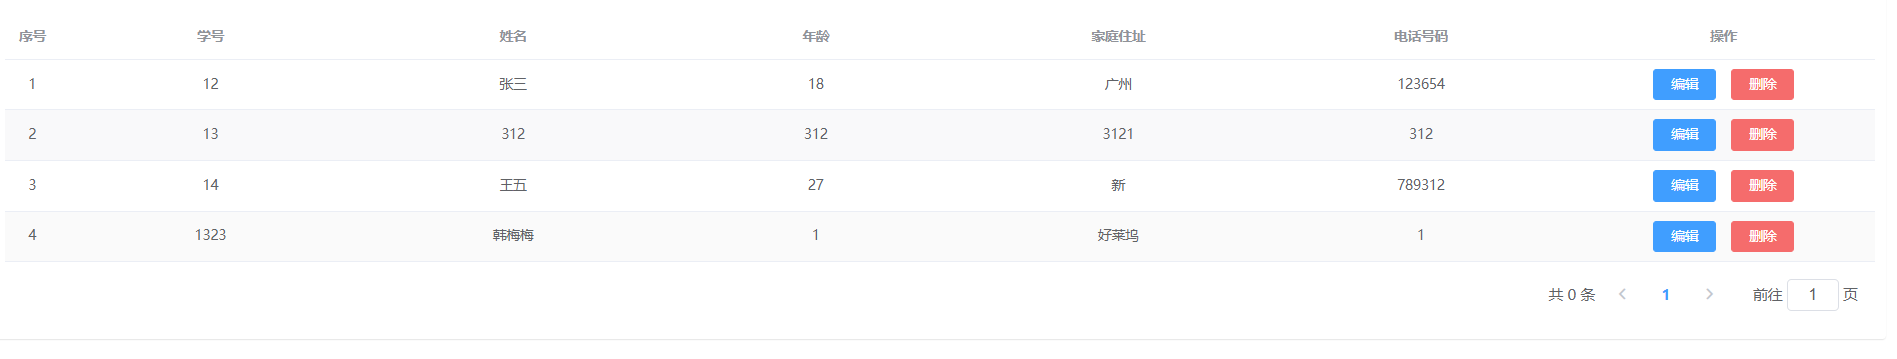 序号 学号 姓名 年龄 家庭住址 电话号码 操作
1 12 张三 18 广州 123654 编辑 删除
2 13 312 312 3121 312 编辑 删除
3 14 王五 27 新 789312 编辑 删除
4 1323 韩梅梅 1 好莱坞 1 编辑 删除
共 0 条 1 前往 1 页